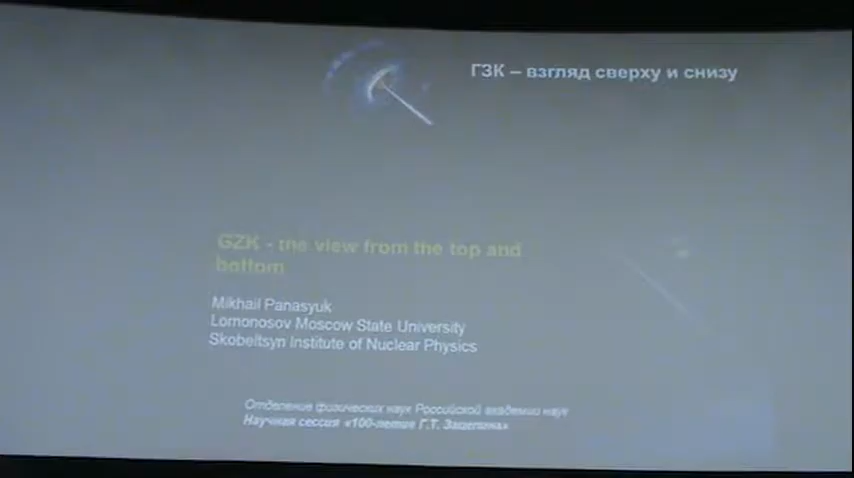 ГЗК – взгляд сверху и снизу
GZK - the view from the top and
bottom
Mikhail Panasyuk
Lomonosov Moscow State University
Skobeltsyn Institute of Nuclear Physics
Отделение физических наук Российской академии наук
Научная сессия «100-летие Г.Т. Зацепина»